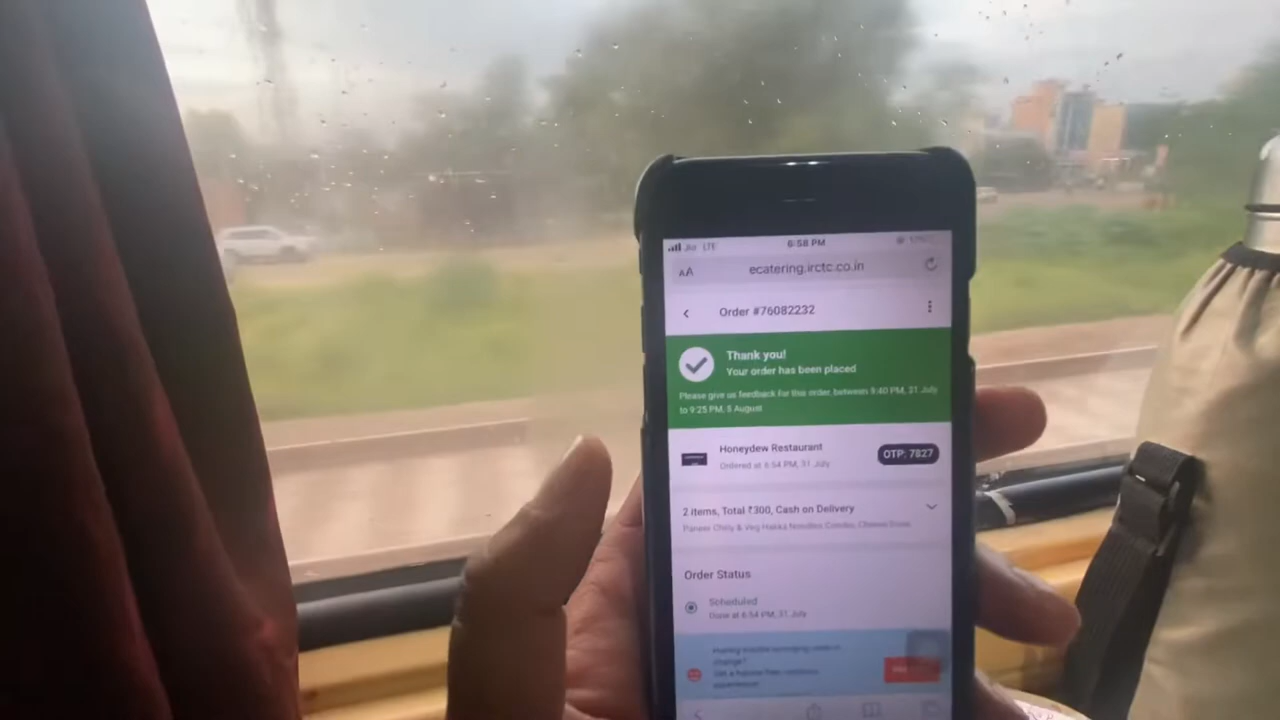 Jio LTE
6:58 PM
AA
ecatering.irctc.co.in
Order #76082232
Thank you!
Your order has been placed
Please give us feedback for this order, between 9:40 PM, 31 July
to 9:25 PM, 5 August
Honeydew Restaurant
OTP: 7827
Ordered at 6:54 PM, 31 July
2 items, Total ₹300, Cash on Delivery
Paneer Chilly & Veg Hakka Noodles Combo, Cheese Dosa
Order Status
Scheduled
Done at 6:54 PM, 31 July
change?